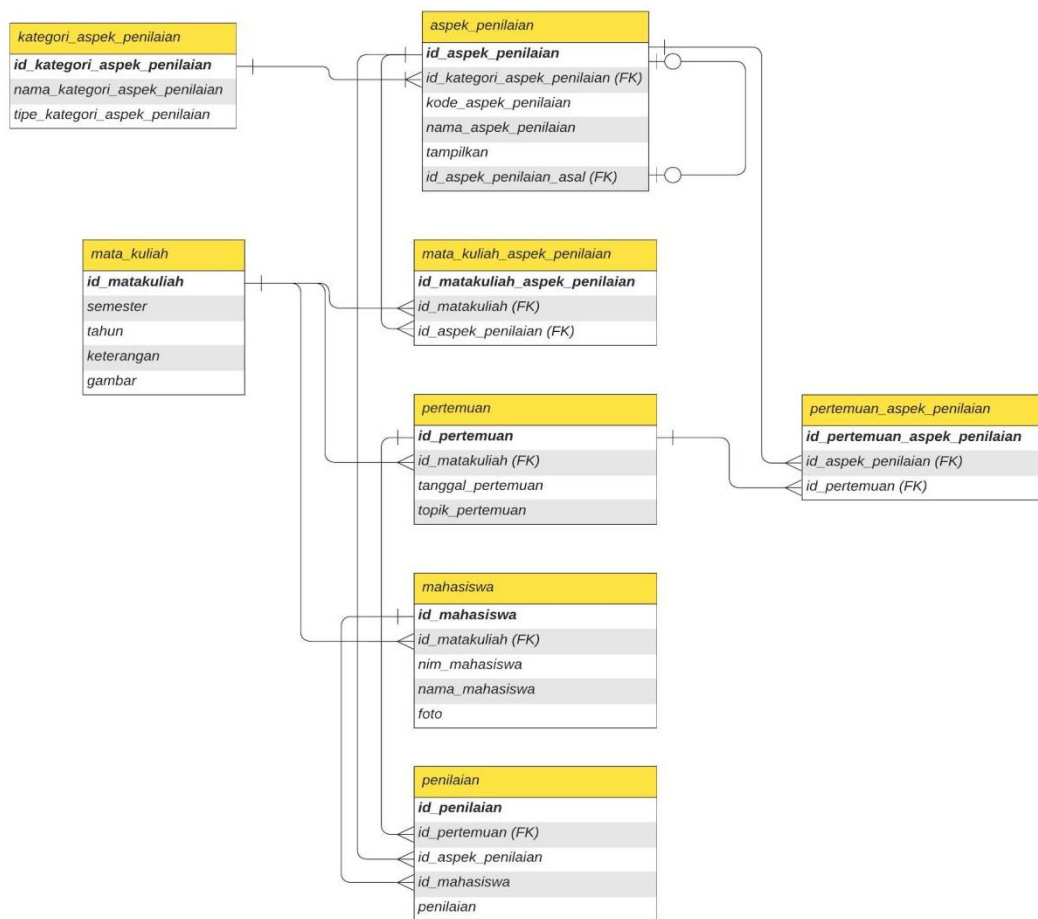 kategori_aspek_penilaian
id_kategori_aspek_penilaian
nama_kategori_aspek_penilaian
tipe_kategori_aspek_penilaian
aspek_penilaian
id_aspek_penilaian
id_kategori_aspek_penilaian (FK)
kode_aspek_penilaian
nama_aspek_penilaian
tampilkan
id_aspek_penilaian_asal (FK)
mata_kuliah
id_matakuliah
semester
tahun
keterangan
gambar
mata_kuliah_aspek_penilaian
id_matakuliah_aspek_penilaian
id_matakuliah (FK)
id_aspek_penilaian (FK)
pertemuan
id_pertemuan
id_matakuliah (FK)
tanggal_pertemuan
topik_pertemuan
pertemuan_aspek_penilaian
id_pertemuan_aspek_penilaian
id_aspek_penilaian (FK)
id_pertemuan (FK)
mahasiswa
id_mahasiswa
id_matakuliah (FK)
nim_mahasiswa
nama_mahasiswa
foto
penilaian
id_penilaian
id_pertemuan (FK)
id_aspek_penilaian
id_mahasiswa
penilaian